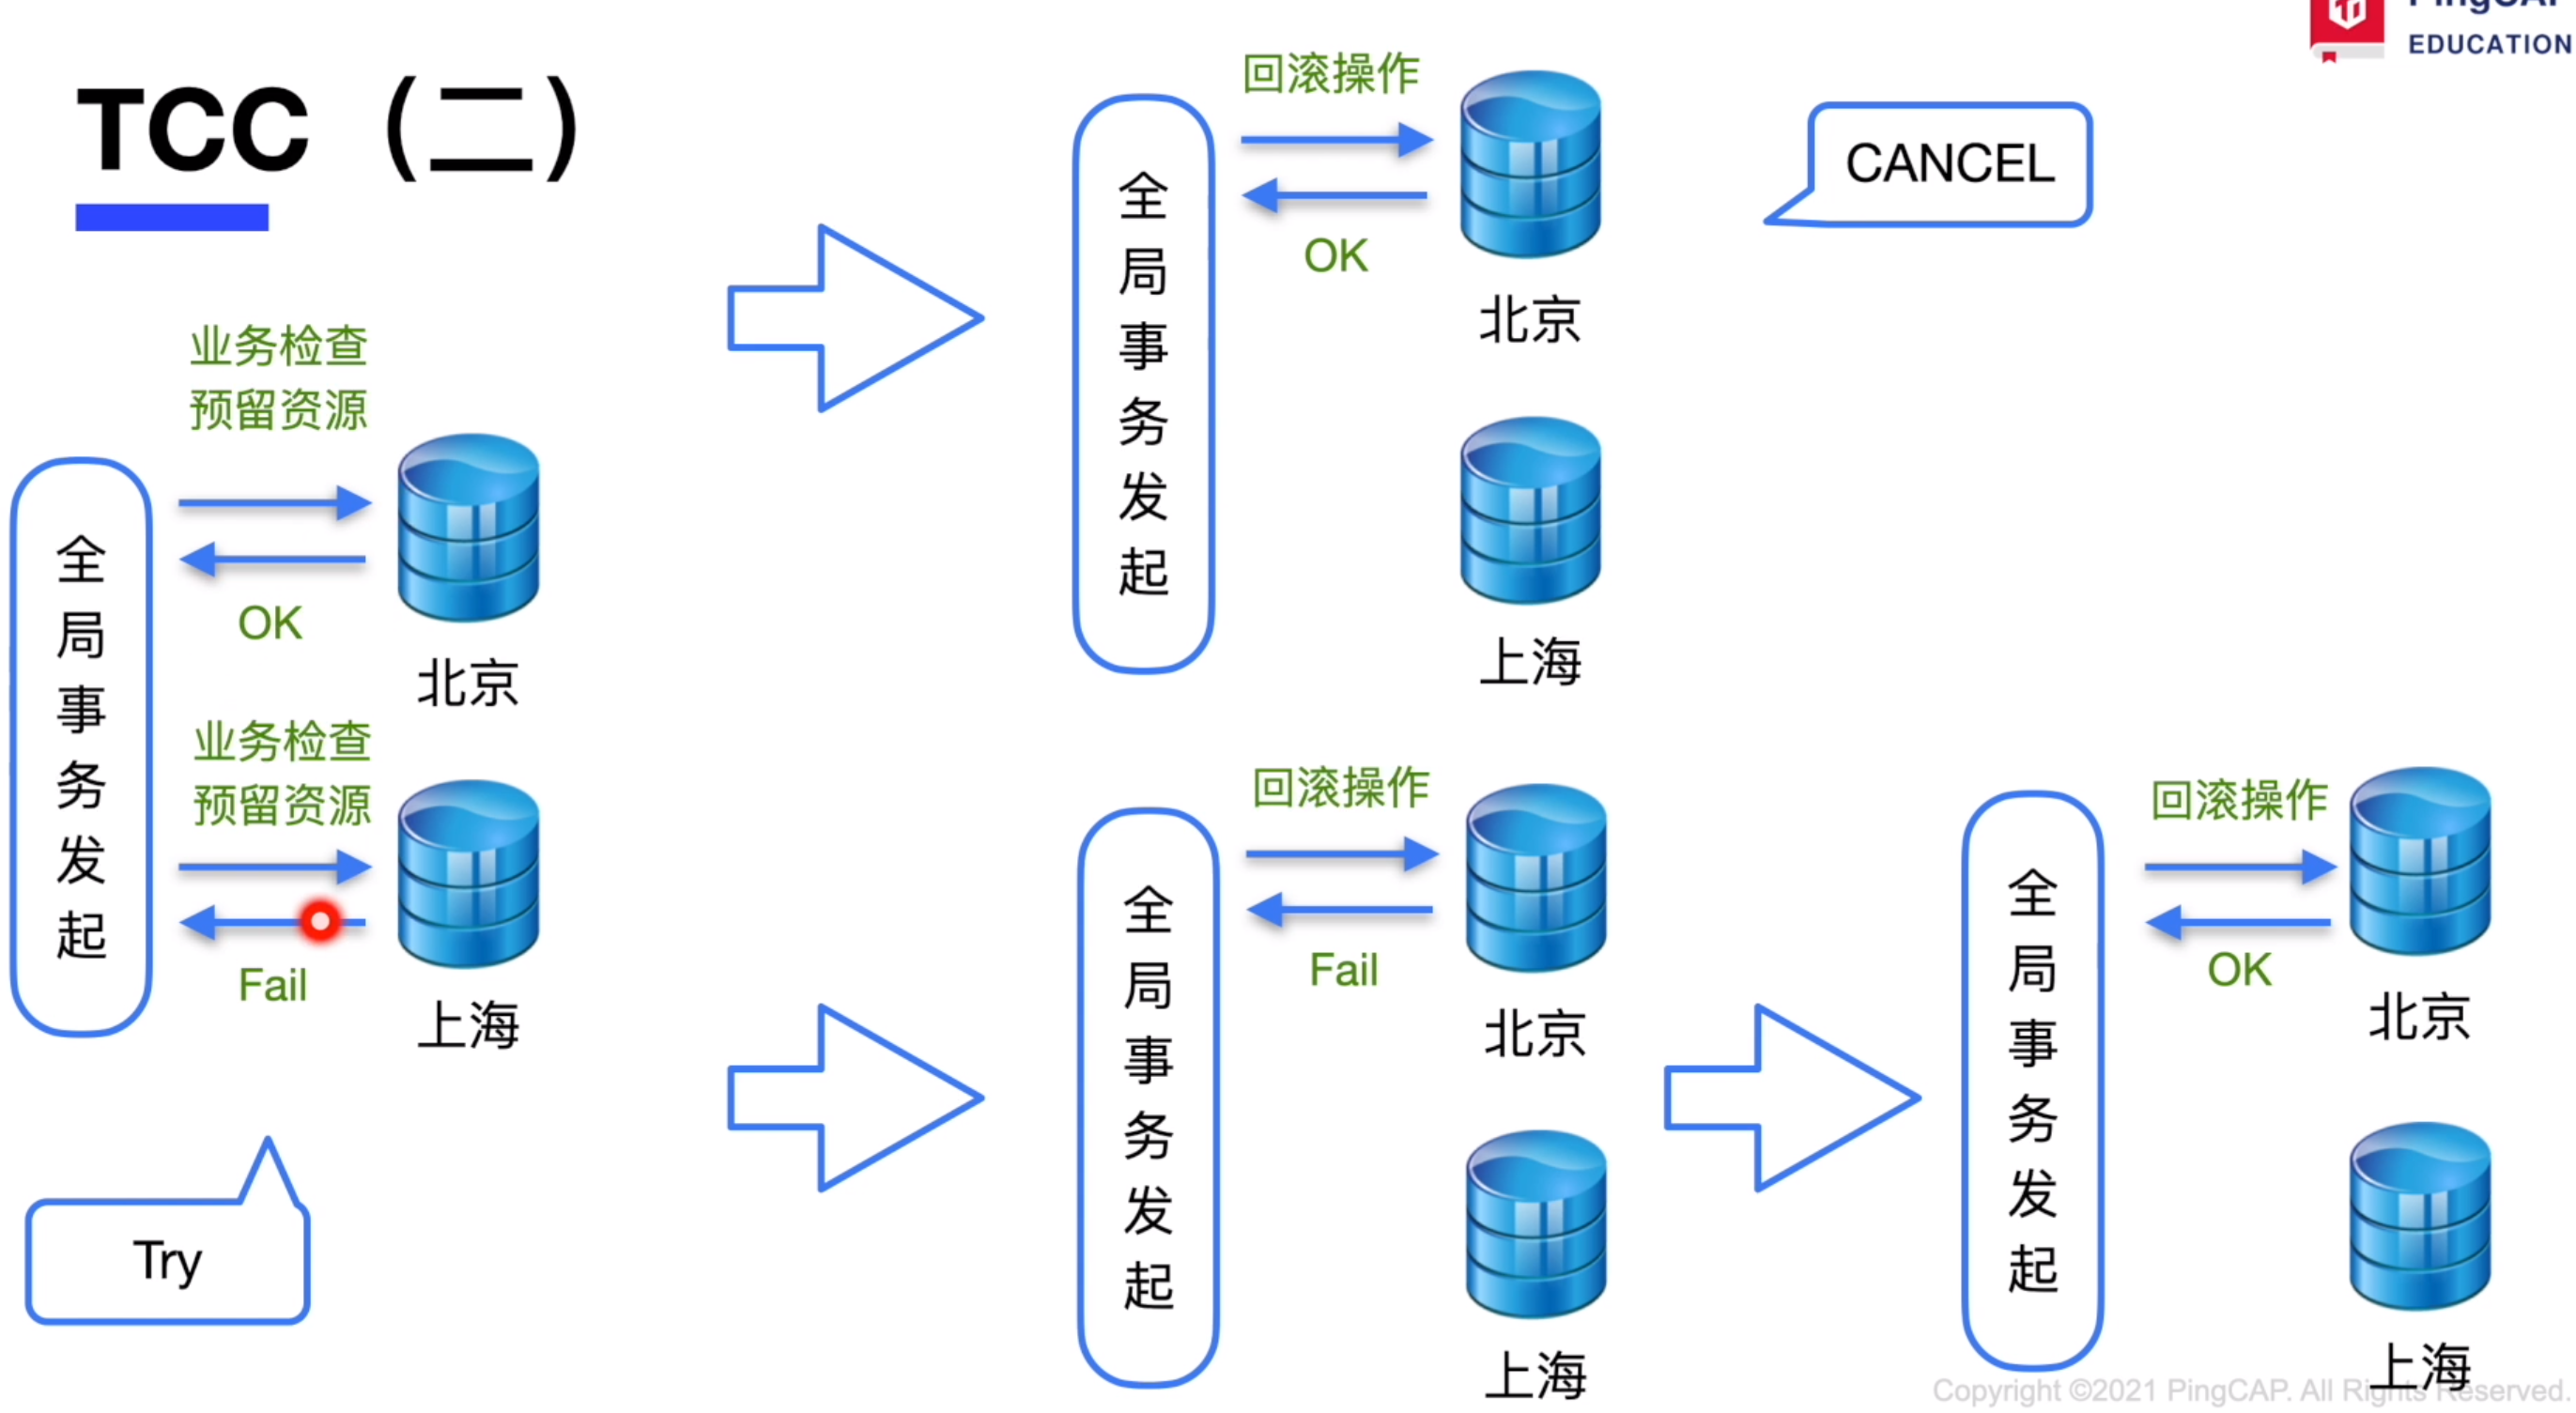 PingCAP
EDUCATION
TCC（二）
业务检查
预留资源
全局事务发起
OK
北京
业务检查
预留资源
Fail
上海
Try
回滚操作
全局事务发起
OK
北京
上海
CANCEL
回滚操作
全局事务发起
Fail
北京
上海
回滚操作
全局事务发起
OK
北京
上海
Copyright ©2021 PingCAP. All Rights Reserved.